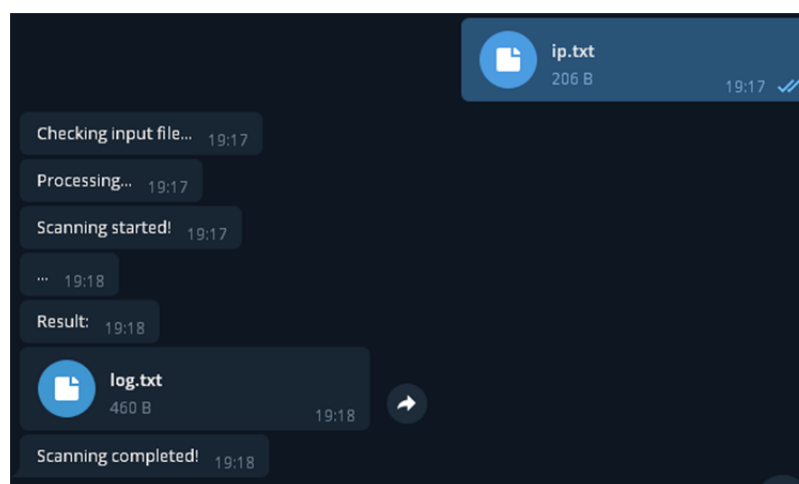 ip.txt
206 B
19:17
Checking input file... 19:17
Processing... 19:17
Scanning started! 19:17
... 19:18
Result: 19:18
log.txt
460 B
19:18
Scanning completed! 19:18